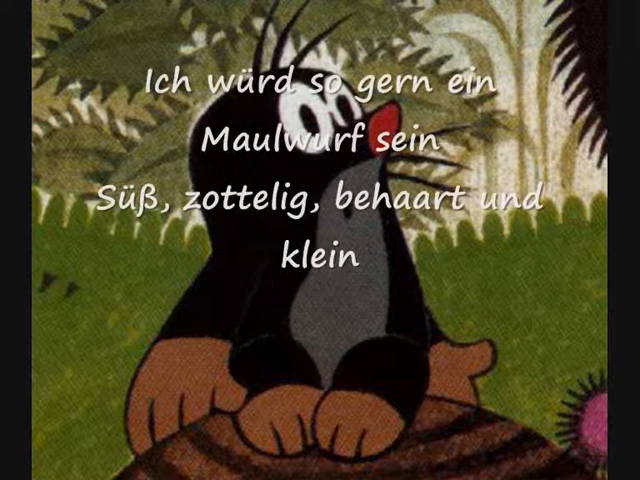 Ich würd so gern ein
Maulwurf sein
Süß, zottelig, behaart und
klein